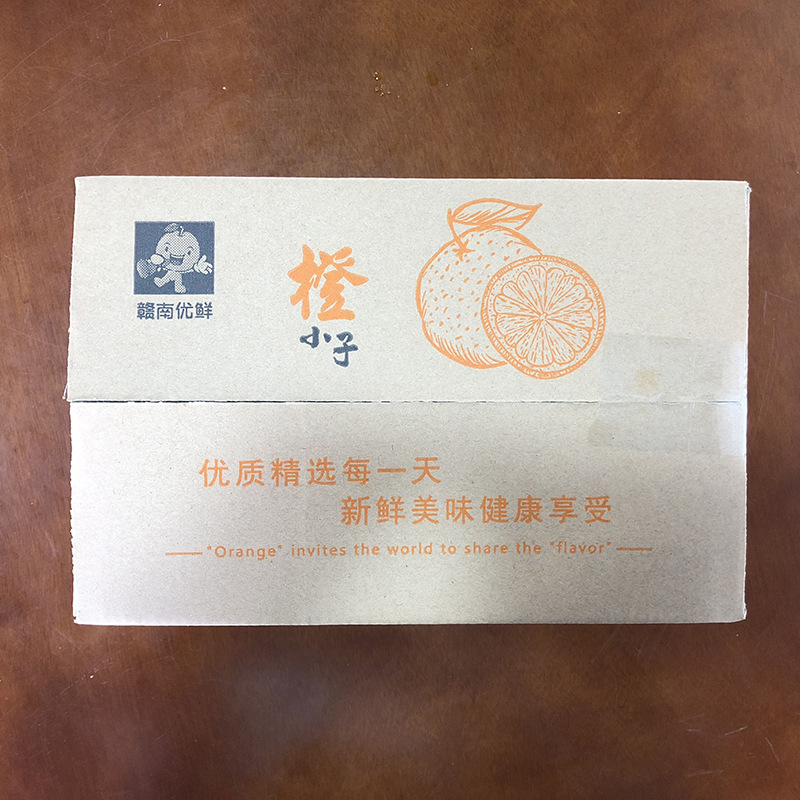 赣南优鲜
橙
小子
优质精选每一天
新鲜美味健康享受
"Orange" invites the world to share the "flavor"